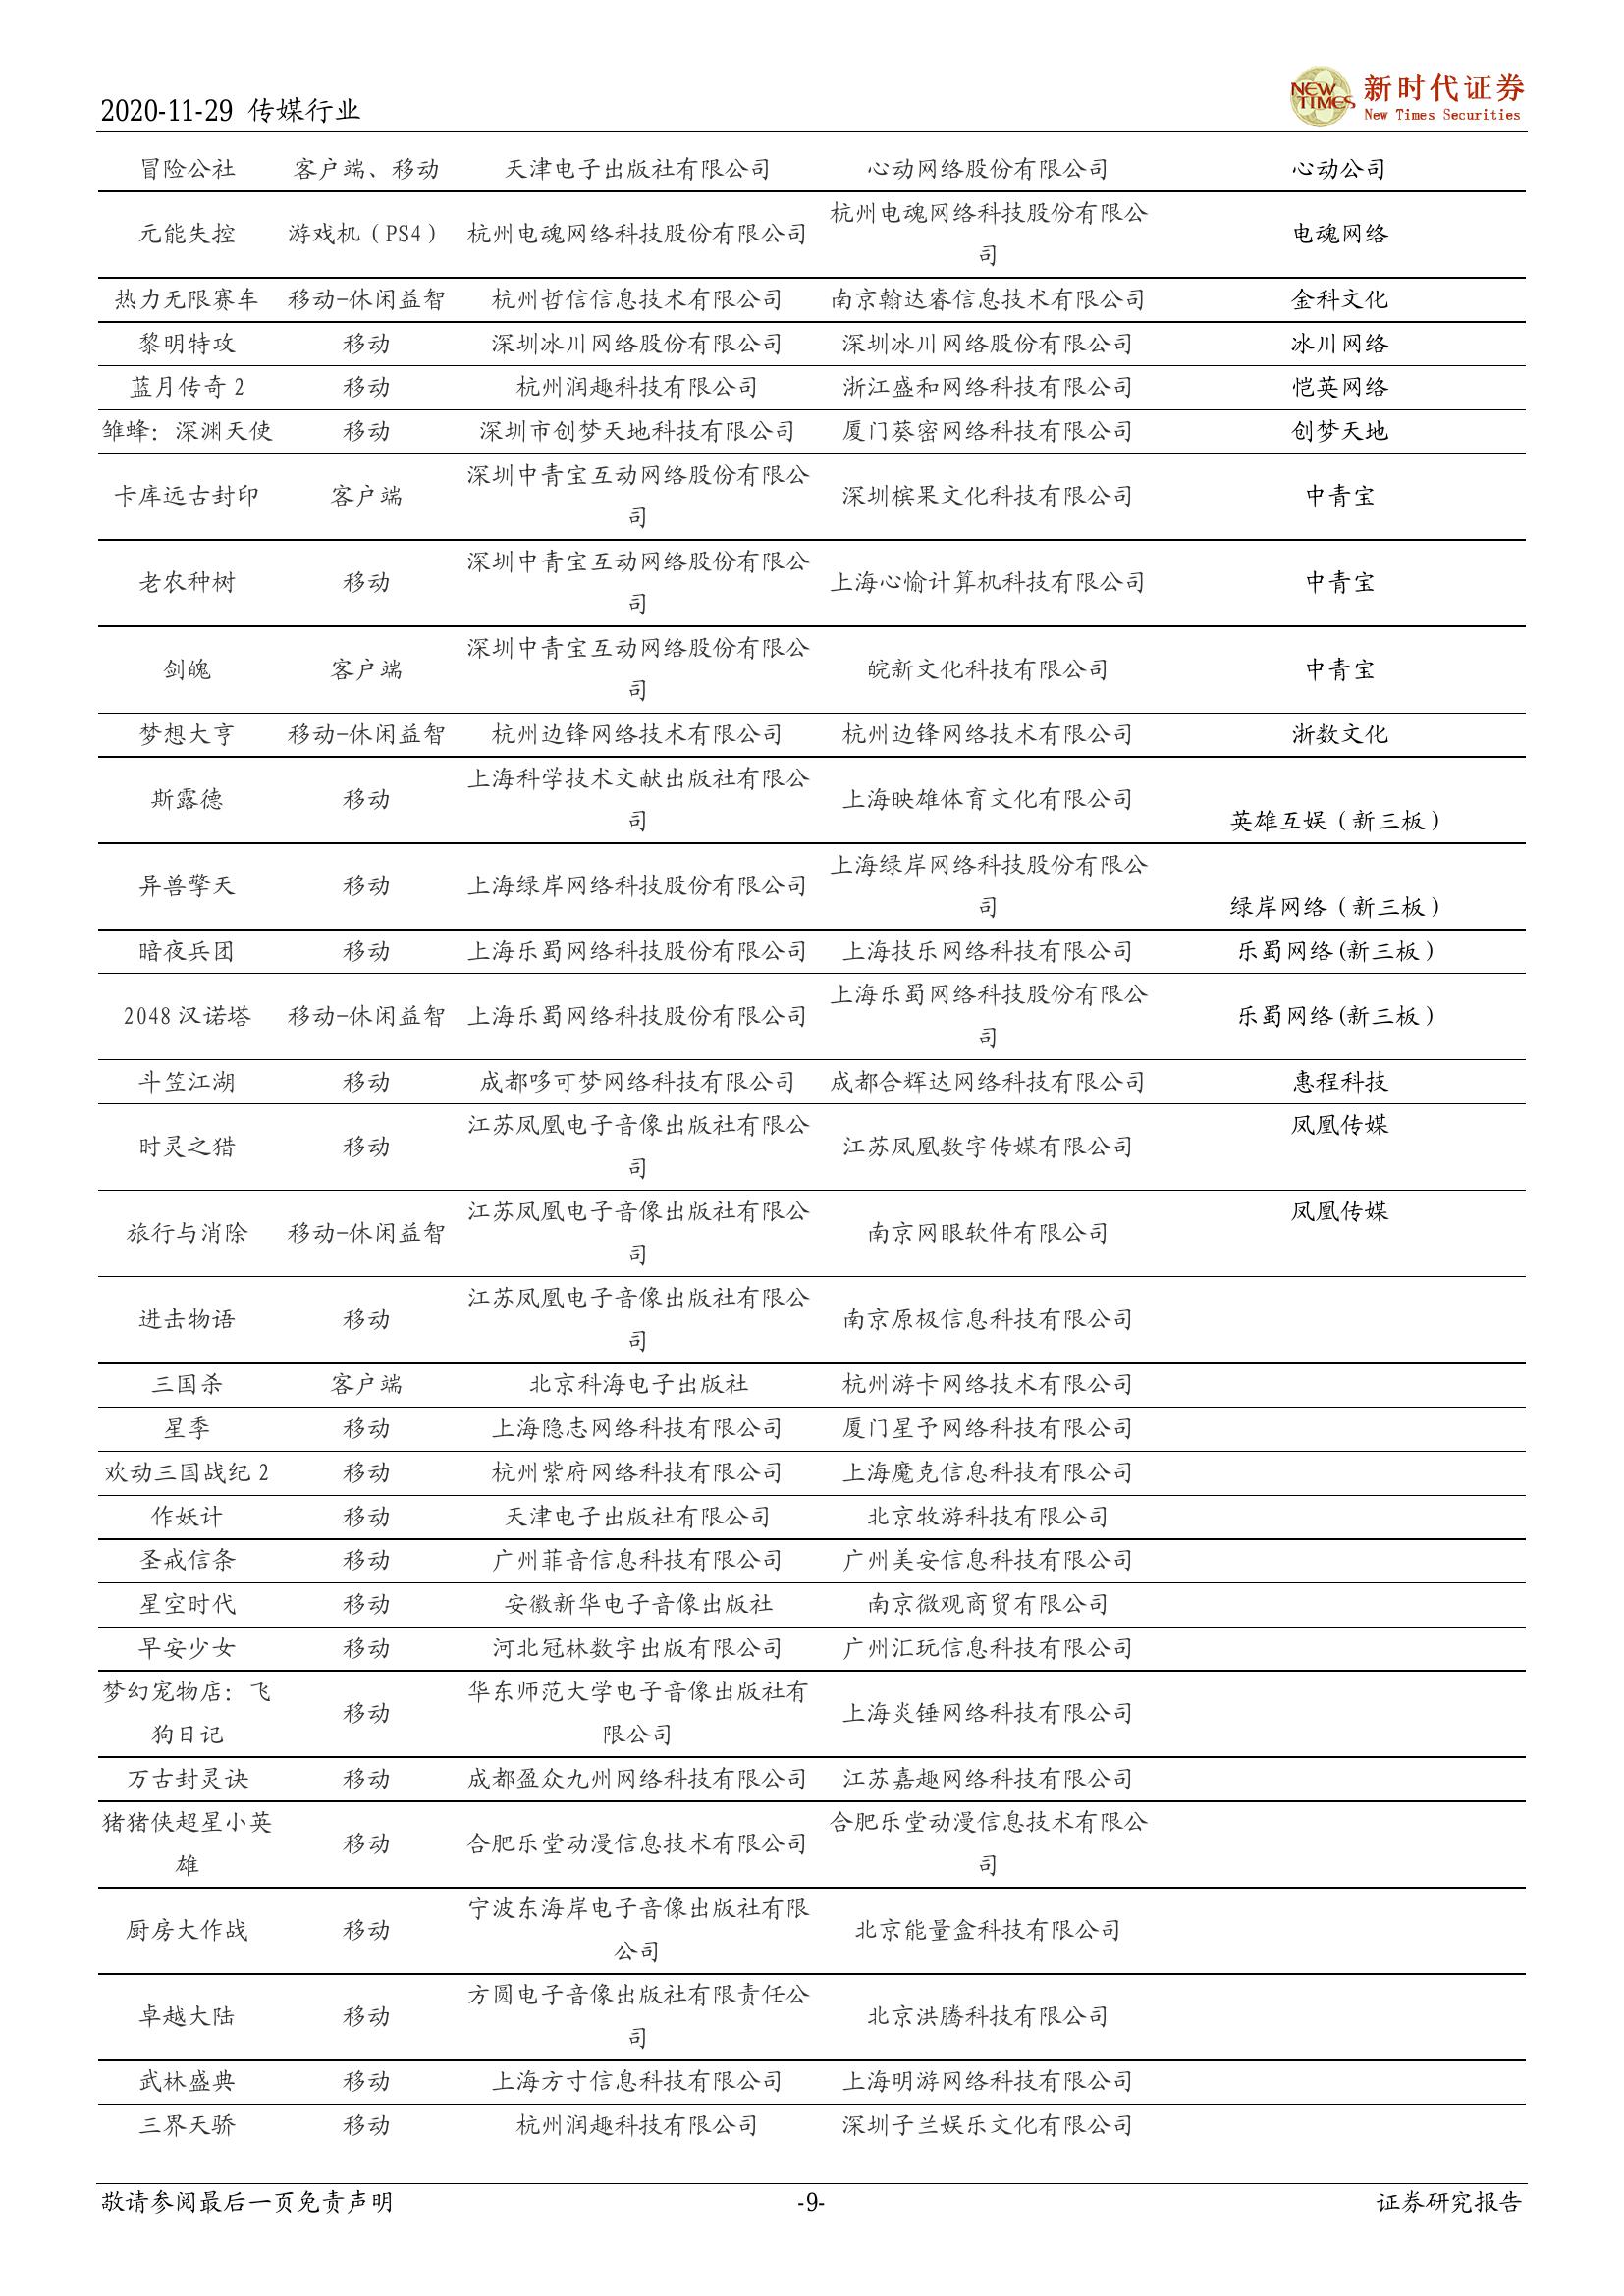 2020-11-29 传媒行业
NEW TIMES
新时代证券
New Times Securities
冒险公社 客户端、移动 天津电子出版社有限公司 心动网络股份有限公司 心动公司
元能失控 游戏机（PS4） 杭州电魂网络科技股份有限公司 杭州电魂网络科技股份有限公司 电魂网络
热力无限赛车 移动-休闲益智 杭州哲信信息技术有限公司 南京翰达睿信息技术有限公司 金科文化
黎明特攻 移动 深圳冰川网络股份有限公司 深圳冰川网络股份有限公司 冰川网络
蓝月传奇 2 移动 杭州润趣科技有限公司 浙江盛和网络科技有限公司 恺英网络
雏蜂：深渊天使 移动 深圳市创梦天地科技有限公司 厦门葵密网络科技有限公司 创梦天地
卡库远古封印 客户端 深圳中青宝互动网络股份有限公司 深圳槟果文化科技有限公司 中青宝
老农种树 移动 深圳中青宝互动网络股份有限公司 上海心愉计算机科技有限公司 中青宝
剑魄 客户端 深圳中青宝互动网络股份有限公司 皖新文化科技有限公司 中青宝
梦想大亨 移动-休闲益智 杭州边锋网络技术有限公司 杭州边锋网络技术有限公司 浙数文化
斯露德 移动 上海科学技术文献出版社有限公司 上海映雄体育文化有限公司 英雄互娱（新三板）
异兽擎天 移动 上海绿岸网络科技股份有限公司 上海绿岸网络科技股份有限公司 绿岸网络（新三板）
暗夜兵团 移动 上海乐蜀网络科技股份有限公司 上海技乐网络科技有限公司 乐蜀网络(新三板）
2048 汉诺塔 移动-休闲益智 上海乐蜀网络科技股份有限公司 上海乐蜀网络科技股份有限公司 乐蜀网络(新三板）
斗笠江湖 移动 成都哆可梦网络科技有限公司 成都合辉达网络科技有限公司 惠程科技
时灵之猎 移动 江苏凤凰电子音像出版社有限公司 江苏凤凰数字传媒有限公司 凤凰传媒
旅行与消除 移动-休闲益智 江苏凤凰电子音像出版社有限公司 南京网眼软件有限公司 凤凰传媒
进击物语 移动 江苏凤凰电子音像出版社有限公司 南京原极信息科技有限公司
三国杀 客户端 北京科海电子出版社 杭州游卡网络技术有限公司
星季 移动 上海隐志网络科技有限公司 厦门星予网络科技有限公司
欢动三国战纪 2 移动 杭州紫府网络科技有限公司 上海魔克信息科技有限公司
作妖计 移动 天津电子出版社有限公司 北京牧游科技有限公司
圣戒信条 移动 广州菲音信息科技有限公司 广州美安信息科技有限公司
星空时代 移动 安徽新华电子音像出版社 南京微观商贸有限公司
早安少女 移动 河北冠林数字出版有限公司 广州汇玩信息科技有限公司
梦幻宠物店：飞狗日记 移动 华东师范大学电子音像出版社有限公司 上海炎锤网络科技有限公司
万古封灵诀 移动 成都盈众九州网络科技有限公司 江苏嘉趣网络科技有限公司
猪猪侠超星小英雄 移动 合肥乐堂动漫信息技术有限公司 合肥乐堂动漫信息技术有限公司
厨房大作战 移动 宁波东海岸电子音像出版社有限公司 北京能量盒科技有限公司
卓越大陆 移动 方圆电子音像出版社有限责任公司 北京洪腾科技有限公司
武林盛典 移动 上海方寸信息科技有限公司 上海明游网络科技有限公司
三界天骄 移动 杭州润趣科技有限公司 深圳子兰娱乐文化有限公司
敬请参阅最后一页免责声明 -9- 证券研究报告